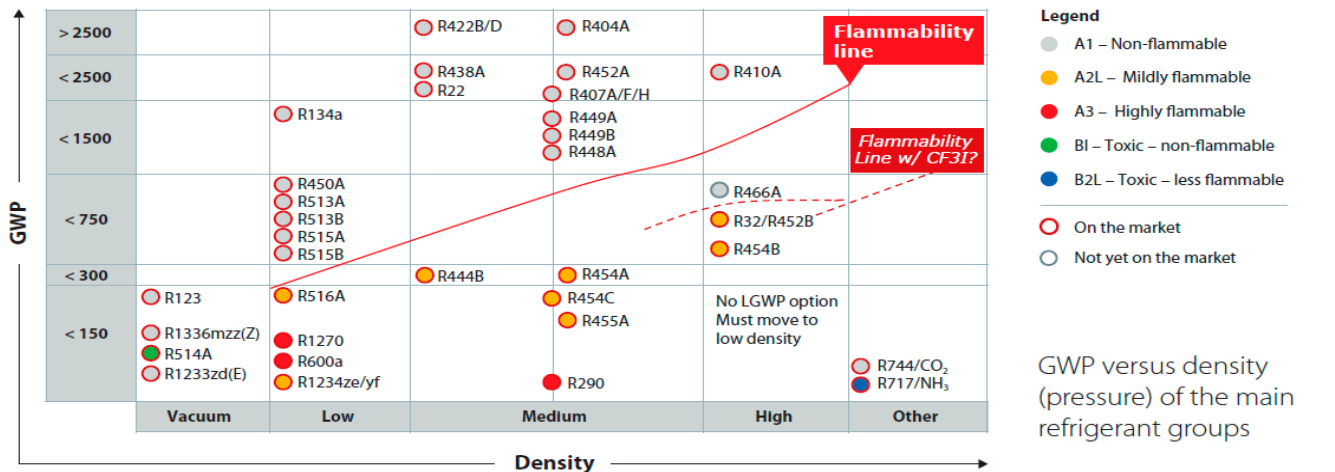 > 2500
R422B/D
R404A
Flammability
line
< 2500
R438A
R452A
R410A
R22
R407A/F/H
< 1500
R134a
R449A
R449B
R448A
Flammability
Line w/ CF3I?
GWP
< 750
R450A
R513A
R513B
R515A
R515B
R466A
R32/R452B
R454B
< 300
R444B
R454A
< 150
R123
R1336mzz(Z)
R514A
R1233zd(E)
R516A
R1270
R600a
R1234ze/yf
R454C
R455A
R290
No LGWP option
Must move to
low density
R744/CO₂
R717/NH₃
Vacuum
Low
Medium
High
Other
Density
Legend
A1 – Non-flammable
A2L – Mildly flammable
A3 – Highly flammable
BI – Toxic – non-flammable
B2L – Toxic – less flammable
On the market
Not yet on the market
GWP versus density
(pressure) of the main
refrigerant groups